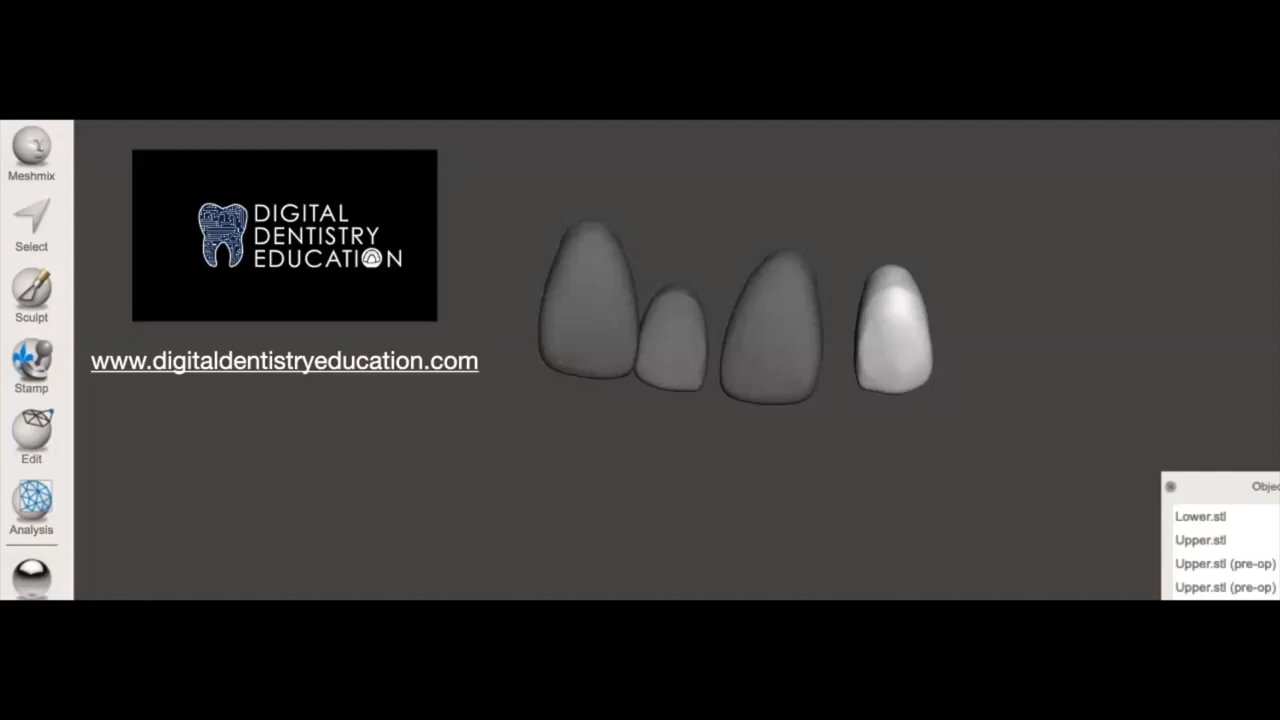 Meshmix
Select
Sculpt
Stamp
Edit
Analysis
DIGITAL
DENTISTRY
EDUCATION
www.digitaldentistryeducation.com
Objec
Lower.stl
Upper.stl
Upper.stl (pre-op)
Upper.stl (pre-op)